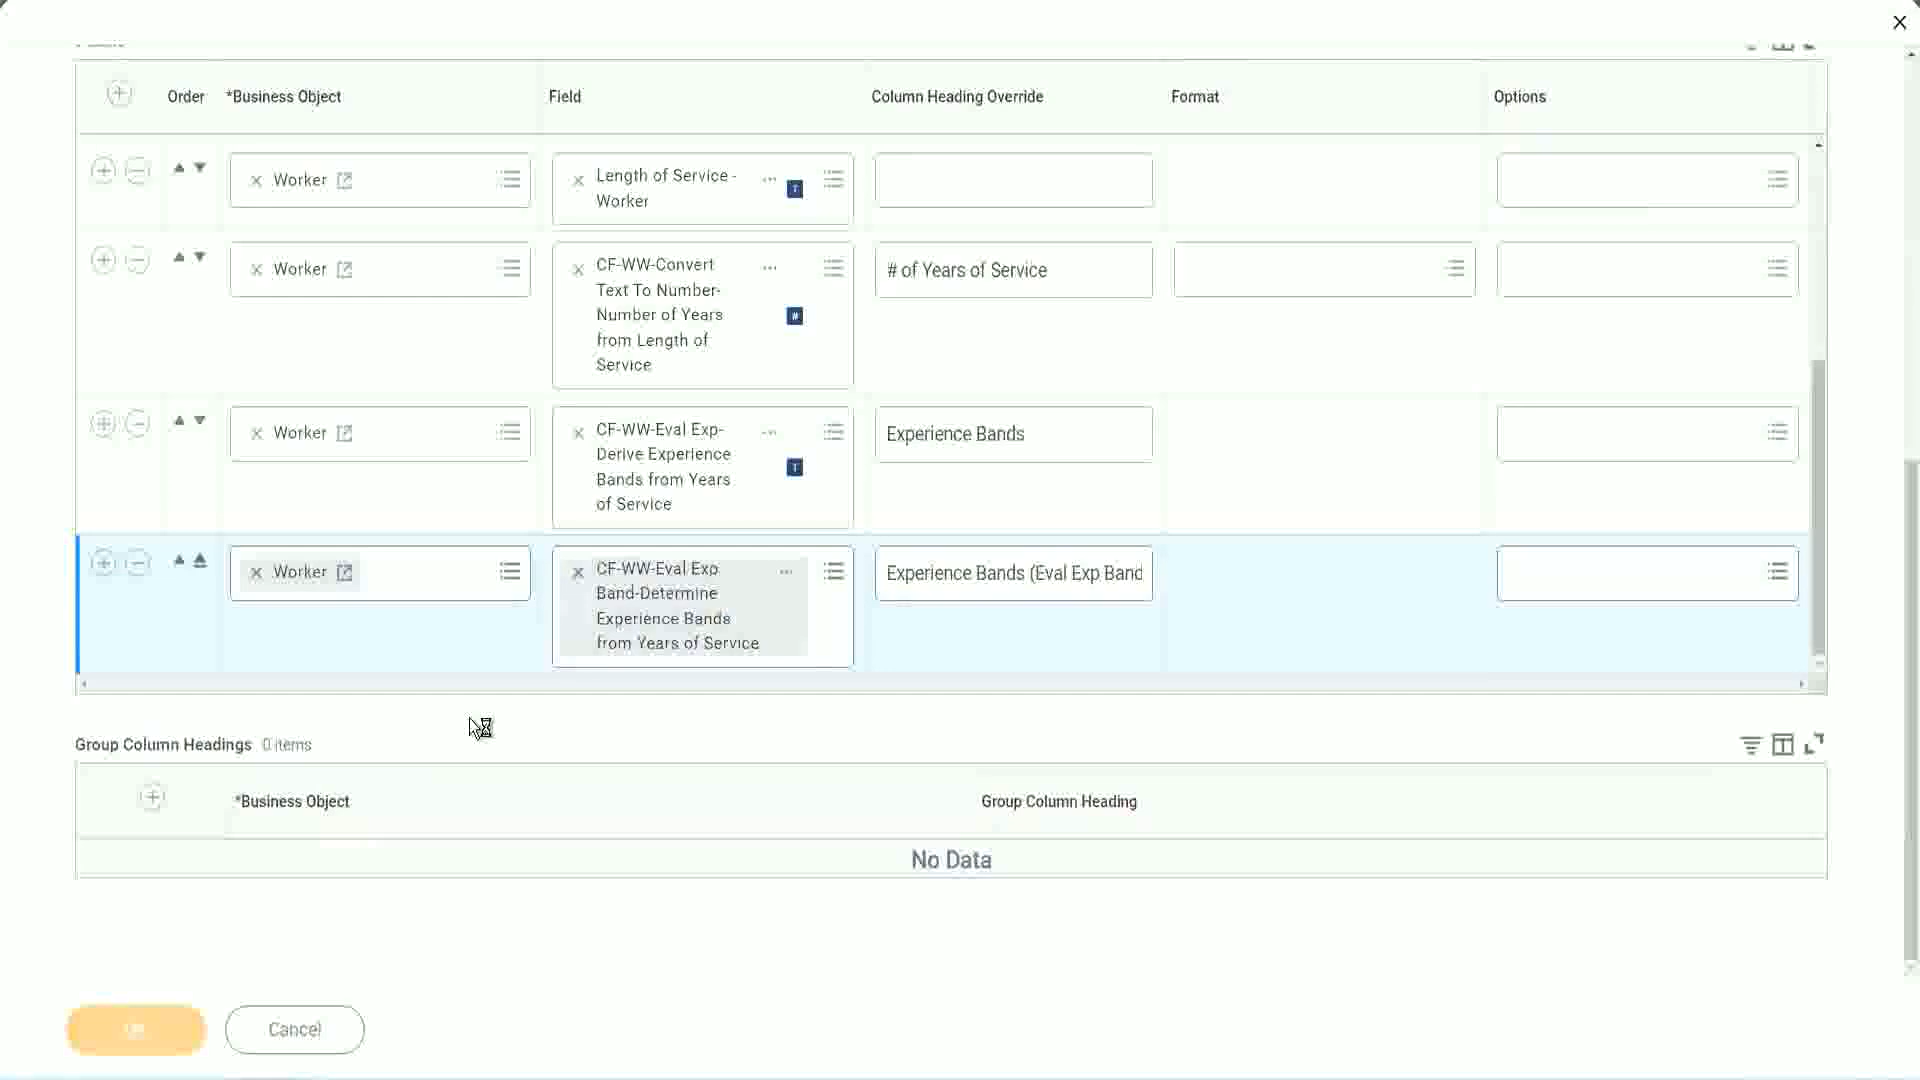 Order *Business Object Field Column Heading Override Format Options
Worker
Length of Service -
Worker
T
Worker
CF-WW-Convert
Text To Number-
Number of Years
from Length of
Service
#
# of Years of Service
Worker
CF-WW-Eval Exp-
Derive Experience
Bands from Years
of Service
T
Experience Bands
Worker
CF-WW-Eval Exp
Band-Determine
Experience Bands
from Years of Service
Experience Bands (Eval Exp Band
Group Column Headings 0 items
*Business Object Group Column Heading
No Data
Cancel